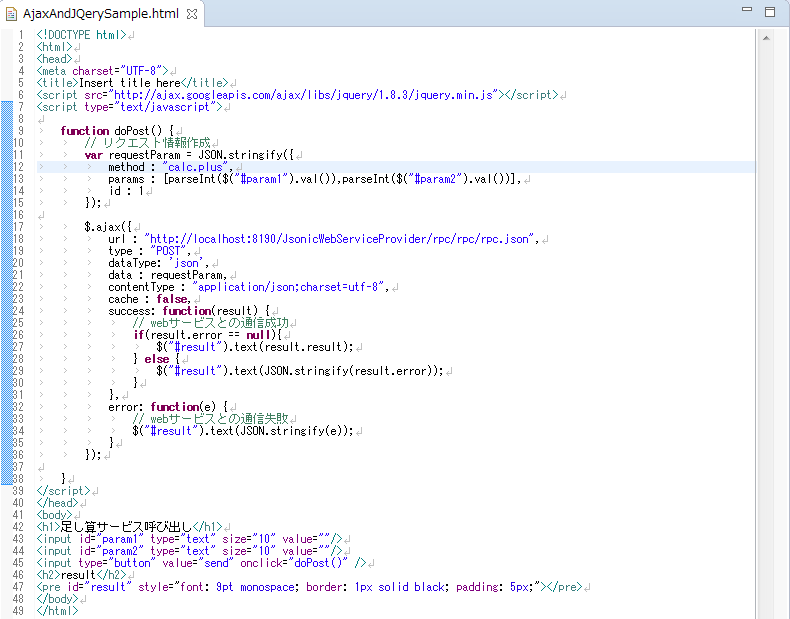 AjaxAndJQerySample.html
1 <!DOCTYPE html>
2 <html>
3 <head>
4 <meta charset="UTF-8">
5 <title>Insert title here</title>
6 <script src="http://ajax.googleapis.com/ajax/libs/jquery/1.8.3/jquery.min.js"></script>
7 <script type="text/javascript">
8
9 function doPost() {
10 // リクエスト情報作成
11 var requestParam = JSON.stringify({
12 method : "calc.plus",
13 params : [parseInt($("#param1").val()),parseInt($("#param2").val())],
14 id : 1
15 });
16
17 $.ajax({
18 url : "http://localhost:8190/JsonicWebServiceProvider/rpc/rpc/rpc.json",
19 type : "POST",
20 dataType: 'json',
21 data : requestParam,
22 contentType : "application/json;charset=utf-8",
23 cache : false,
24 success: function(result) {
25 // webサービスとの通信成功
26 if(result.error == null){
27 $("#result").text(result.result);
28 } else {
29 $("#result").text(JSON.stringify(result.error));
30 }
31 },
32 error: function(e) {
33 // webサービスとの通信失敗
34 $("#result").text(JSON.stringify(e));
35 }
36 });
37
38 }
39 </script>
40 </head>
41 <body>
42 <h1>足し算サービス呼び出し</h1>
43 <input id="param1" type="text" size="10" value=""/>
44 <input id="param2" type="text" size="10" value=""/>
45 <input type="button" value="send" onclick="doPost()" />
46 <h2>result</h2>
47 <pre id="result" style="font: 9pt monospace; border: 1px solid black; padding: 5px;"></pre>
48 </body>
49 </html>